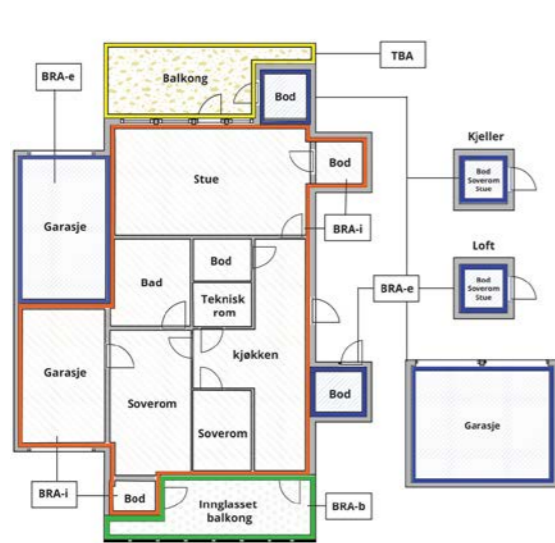 TBA
BRA-e
Balkong
Bod
Kjeller
Stue
Bod
Bod
Soverom
Stue
Garasje
BRA-i
Loft
Bad
Bod
Teknisk
rom
BRA-e
Bod
Soverom
Stue
kjøkken
Garasje
Soverom
Bod
Soverom
Garasje
BRA-i
Bod
Innglasset
balkong
BRA-b